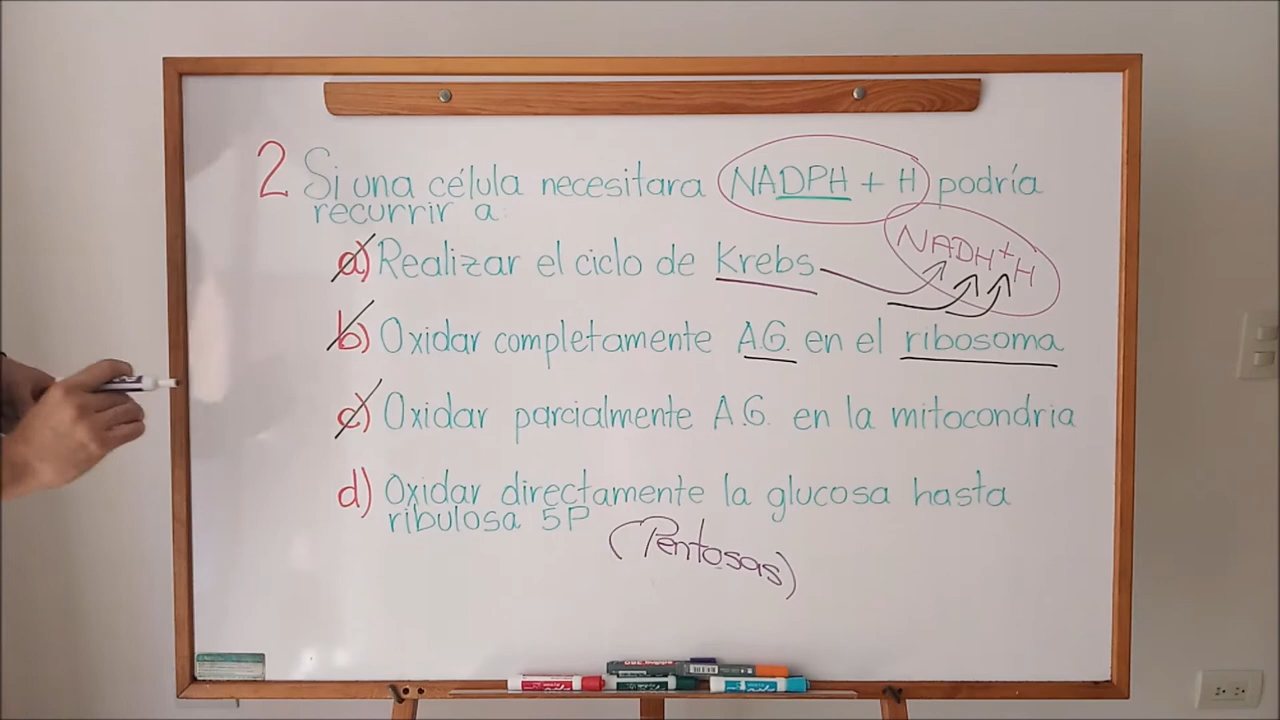 2 Si una célula necesitara NADPH + H podría
recurrir a:
NADH + H
a) Realizar el ciclo de Krebs
b) Oxidar completamente A.G. en el ribosoma
c) Oxidar parcialmente A.G. en la mitocondria
d) Oxidar directamente la glucosa hasta
ribulosa 5P
(Pentosas)